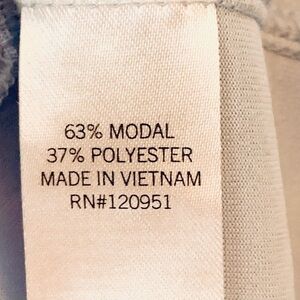 63% MODAL
37% POLYESTER
MADE IN VIETNAM
RN#120951